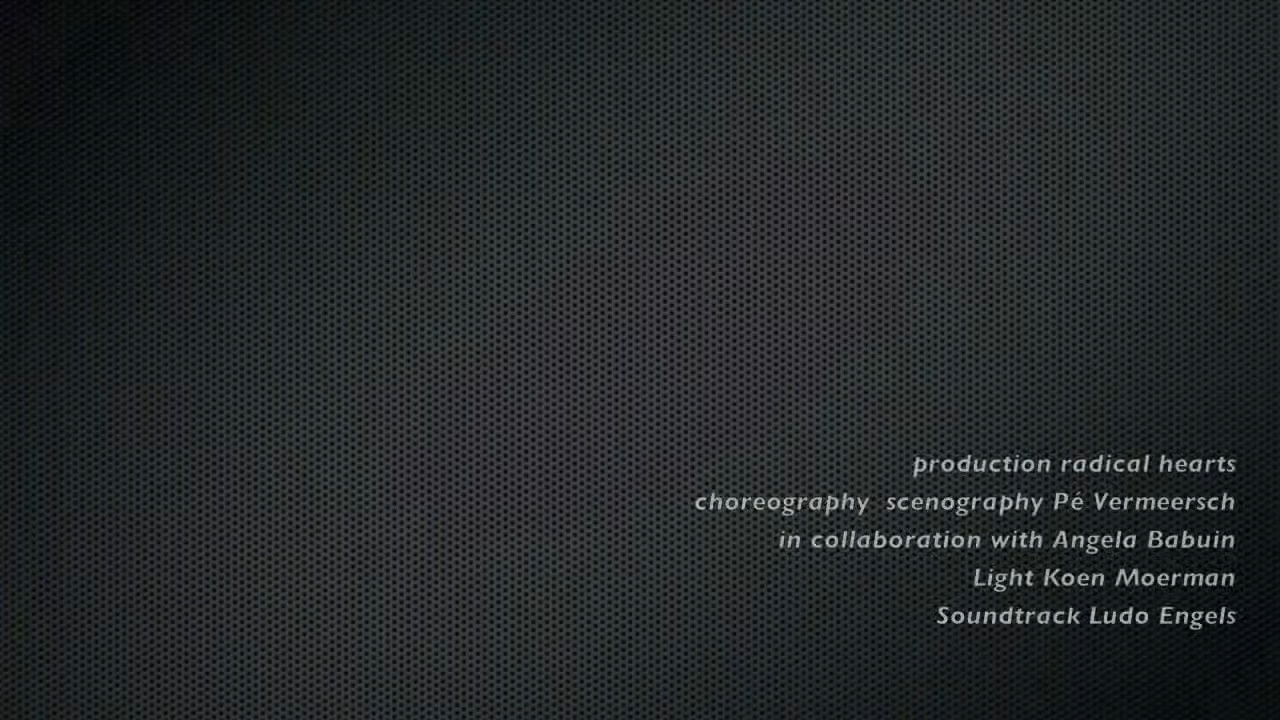 production radical hearts
choreography  scenography Pé Vermeersch
in collaboration with Angela Babuin
Light Koen Moerman
Soundtrack Ludo Engels